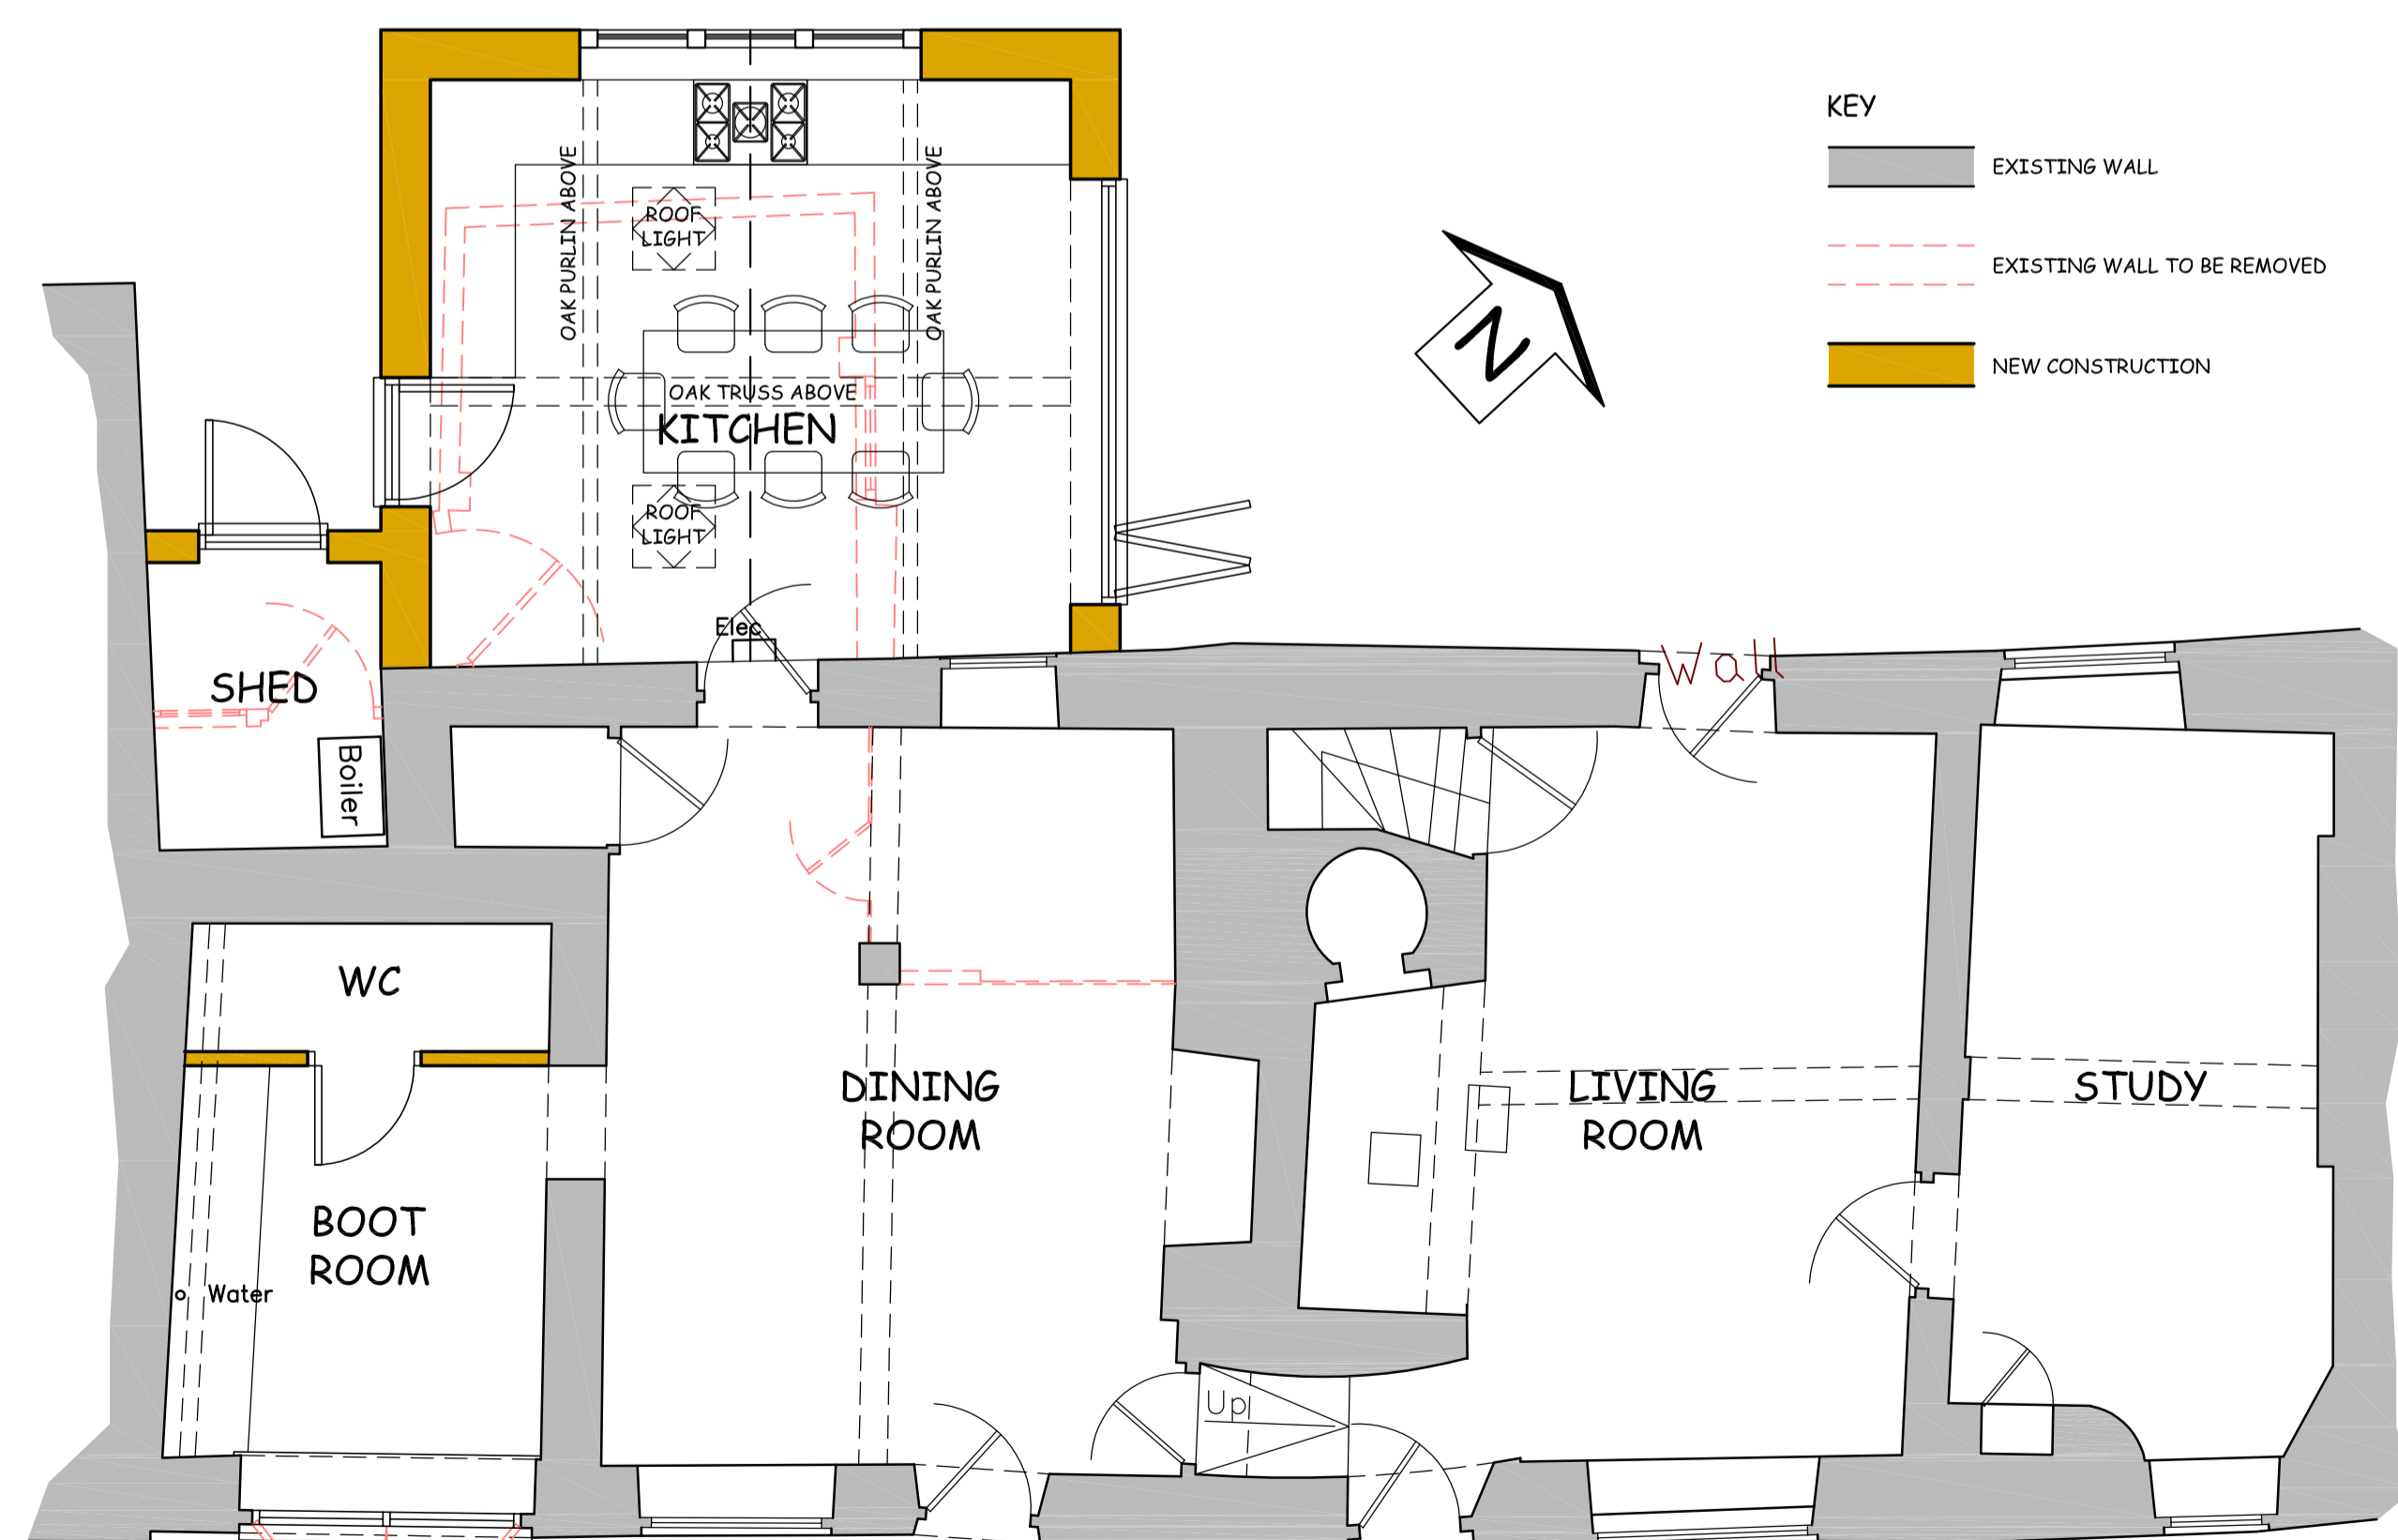 KEY
EXISTING WALL
EXISTING WALL TO BE REMOVED
NEW CONSTRUCTION
N
OAK PURLIN ABOVE
OAK PURLIN ABOVE
ROOF
LIGHT
OAK TRUSS ABOVE
KITCHEN
ROOF
LIGHT
Elec
Wall
SHED
Boiler
WC
DINING
ROOM
LIVING
ROOM
STUDY
BOOT
ROOM
Water
Up